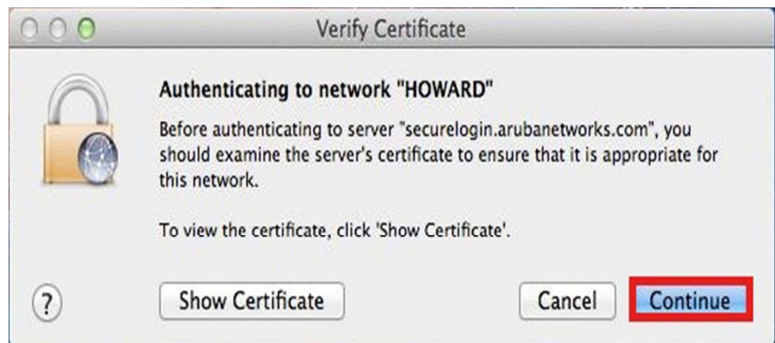 Verify Certificate
Authenticating to network "HOWARD"
Before authenticating to server "securelogin.arubanetworks.com", you
should examine the server's certificate to ensure that it is appropriate for
this network.
To view the certificate, click 'Show Certificate'.
? Show Certificate Cancel Continue